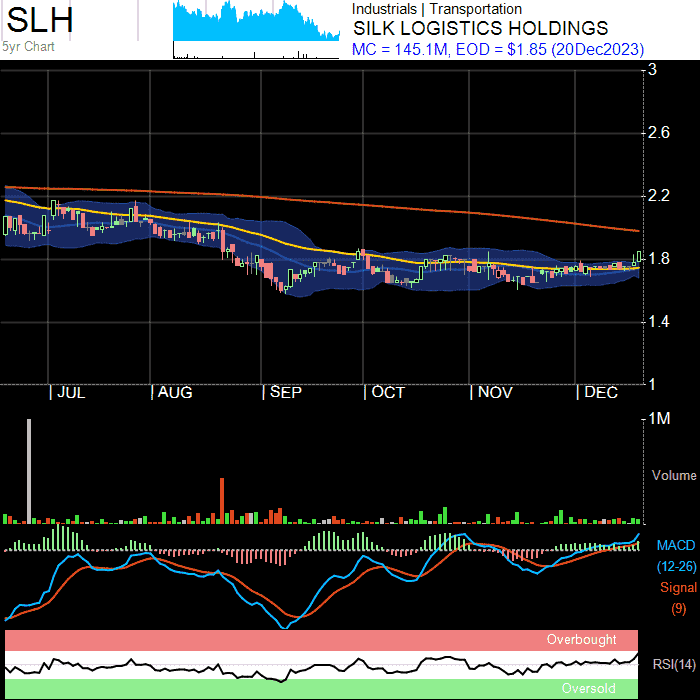 SLH
5yr Chart
Industrials | Transportation
SILK LOGISTICS HOLDINGS
MC = 145.1M, EOD = $1.85 (20Dec2023)
3
2.6
2.2
1.8
1.4
1
| JUL | AUG | SEP | OCT | NOV | DEC
1M
Volume
MACD
(12-26)
Signal
(9)
Overbought
RSI(14)
Oversold